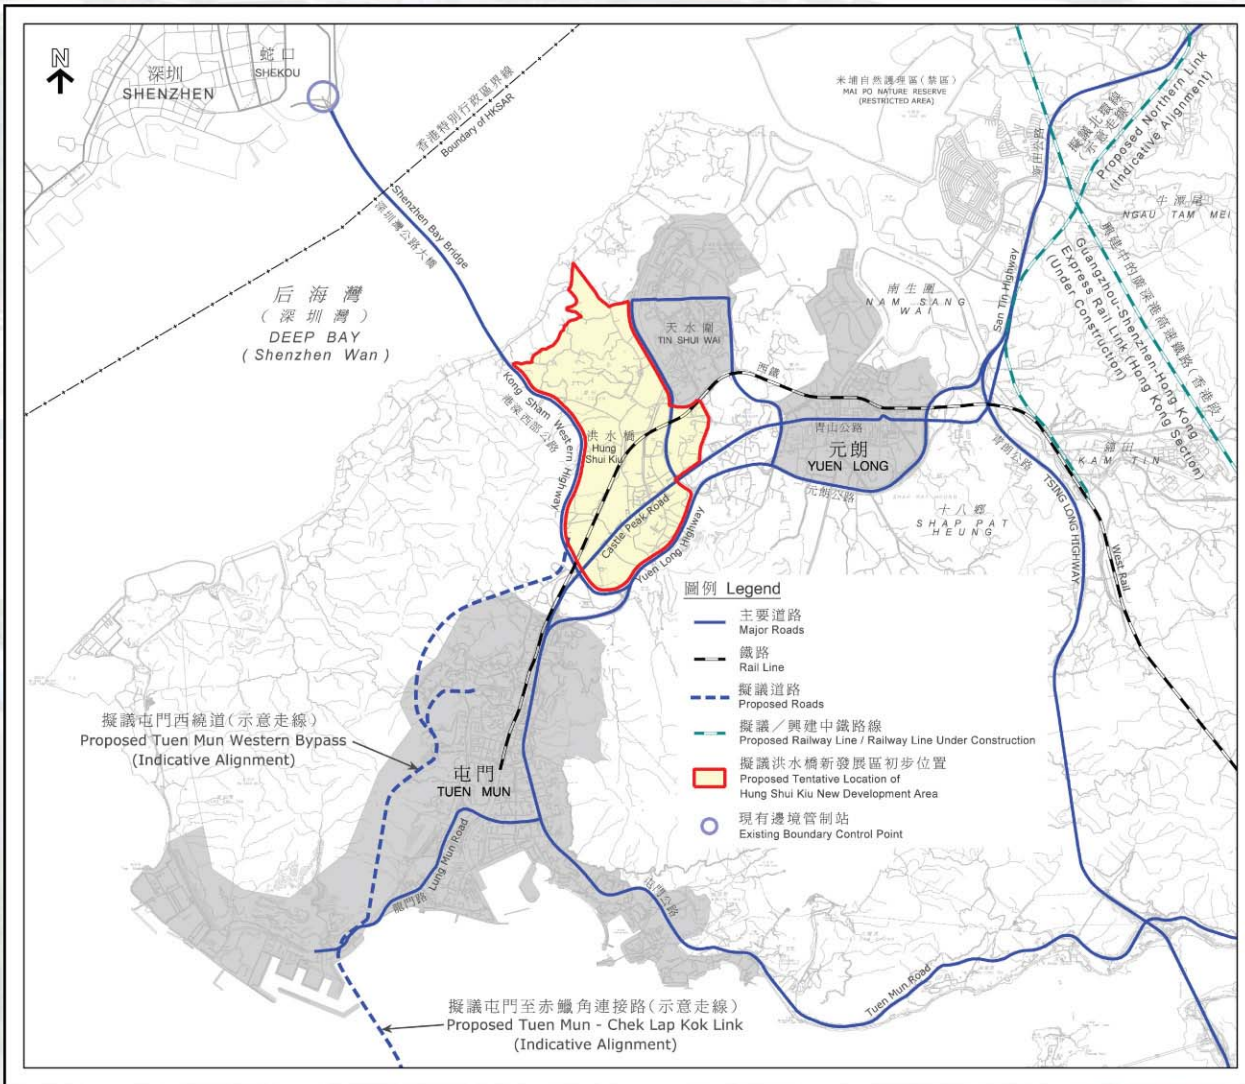 N
深圳
SHENZHEN
蛇口
SHEKOU
香港特別行政區界線
Boundary of HKSAR
米埔自然護理區(禁區)
MAI PO NATURE RESERVE
(RESTRICTED AREA)
新田公路
擬議北環線
(示意走線)
Proposed Northern Link
(Indicative Alignment)
牛潭尾
NGAU TAM MEI
Shenzhen Bay Bridge
深圳灣公路大橋
后海灣
(深圳灣)
DEEP BAY
(Shenzhen Wan)
南生圍
NAM SANG
WAI
San Tin Highway
興建中的廣深港高速鐵路(香港段)
Guangzhou-Shenzhen-Hong Kong
Express Rail Link (Hong Kong Section)
(Under Construction)
天水圍
TIN SHUI WAI
西鐵
Kong Sham Western Highway
港深西部公路
洪水橋
Hung
Shui Kiu
青山公路
元朗
YUEN LONG
元朗公路
青朗公路
錦田
KAM TIN
十八鄉
SHAP PAT
HEUNG
TSING LONG HIGHWAY
West Rail
Castle Peak Road
Yuen Long Highway
圖例 Legend
主要道路
Major Roads
鐵路
Rail Line
擬議道路
Proposed Roads
擬議／興建中鐵路線
Proposed Railway Line / Railway Line Under Construction
擬議洪水橋新發展區初步位置
Proposed Tentative Location of
Hung Shui Kiu New Development Area
現有邊境管制站
Existing Boundary Control Point
擬議屯門西繞道(示意走線)
Proposed Tuen Mun Western Bypass
(Indicative Alignment)
屯門
TUEN MUN
Lung Mun Road
龍門路
屯門公路
Tuen Mun Road
擬議屯門至赤鱲角連接路(示意走線)
Proposed Tuen Mun - Chek Lap Kok Link
(Indicative Alignment)